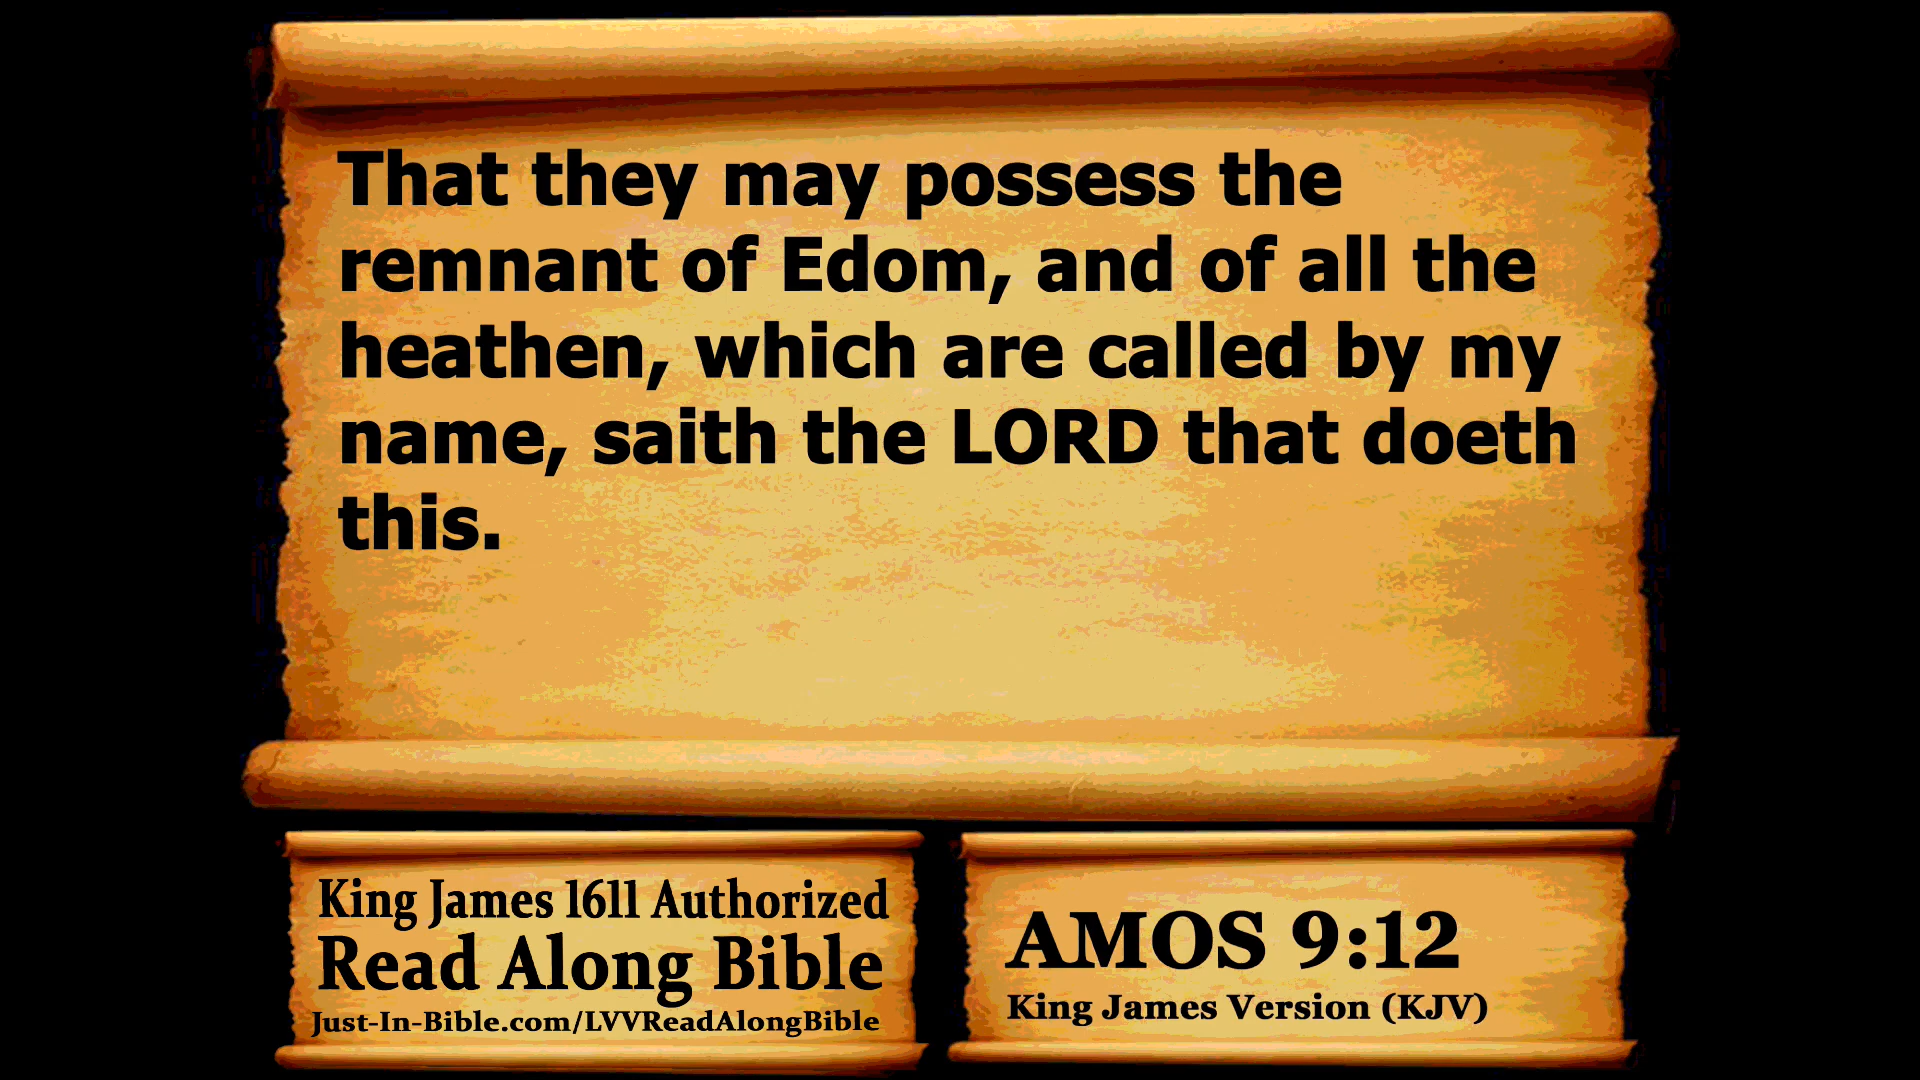 That they may possess the
remnant of Edom, and of all the
heathen, which are called by my
name, saith the LORD that doeth
this.
King James 1611 Authorized
Read Along Bible
Just-In-Bible.com/LVVReadAlongBible
AMOS 9:12
King James Version (KJV)